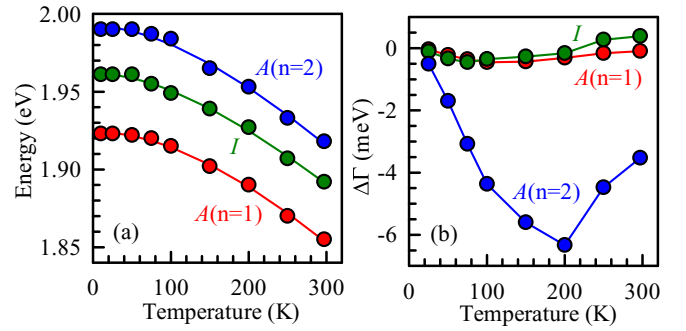 2.00
1.95
1.90
1.85
Energy (eV)
A(n=2)
I
A(n=1)
(a)
0 100 200 300
Temperature (K)
0
-2
-4
-6
ΔΓ (meV)
I
A(n=1)
A(n=2)
(b)
0 100 200 300
Temperature (K)